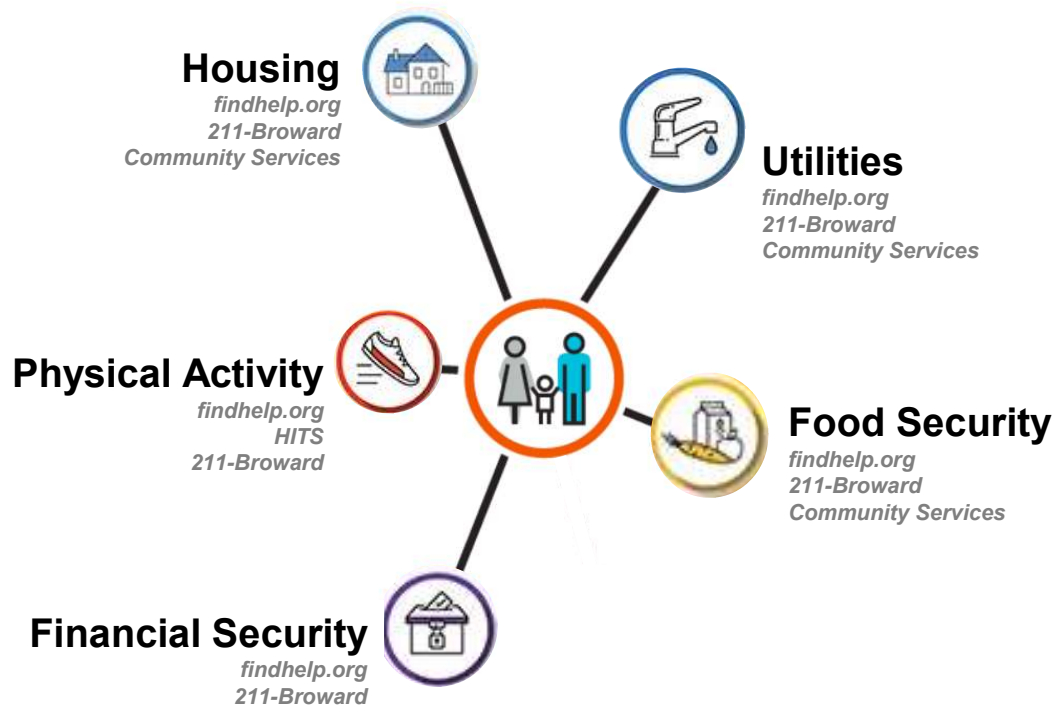 Housing
findhelp.org
211-Broward
Community Services
Utilities
findhelp.org
211-Broward
Community Services
Physical Activity
findhelp.org
HITS
211-Broward
Food Security
findhelp.org
211-Broward
Community Services
Financial Security
findhelp.org
211-Broward